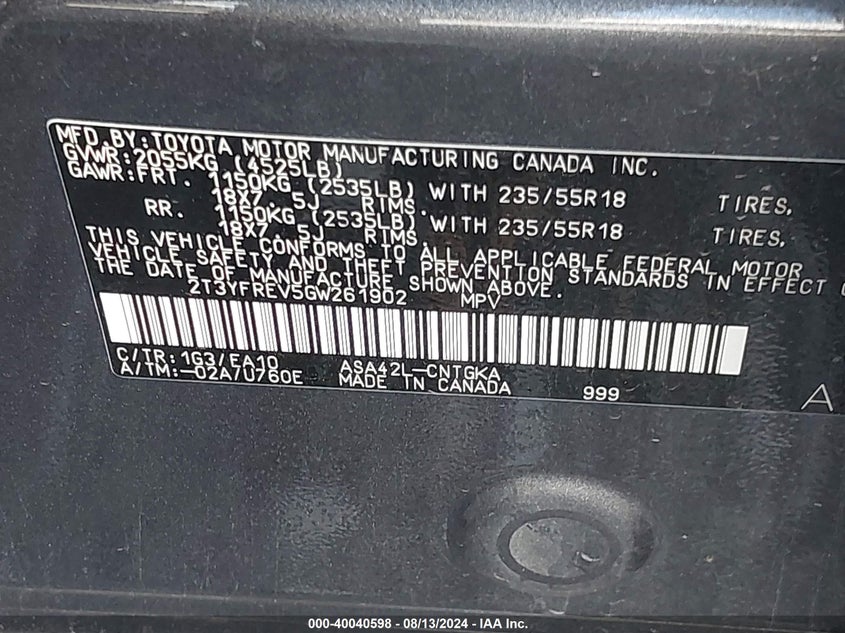 MFD.BY:TOYOTA MOTOR MANUFACTURING CANADA INC.
GVWR:2055KG (4525LB)
GAWR:FRT. 1150KG (2535LB) WITH 235/55R18 TIRES,
18X7. 5J RIMS.
RR. 1150KG (2535LB) WITH 235/55R18 TIRES,
18X7. 5J RIMS.
THIS VEHICLE CONFORMS TO ALL APPLICABLE FEDERAL MOTOR
VEHICLE SAFETY AND THEFT PREVENTION STANDARDS IN EFFECT
THE DATE OF MANUFACTURE SHOWN ABOVE.
2T3YFREV5GW261902 MPV
C/TR:1G3/EA10 ASA42L-CNTGKA
A/TM:-02A/U760E MADE IN CANADA 999 A
000-40040598 - 08/13/2024 - IAA Inc.